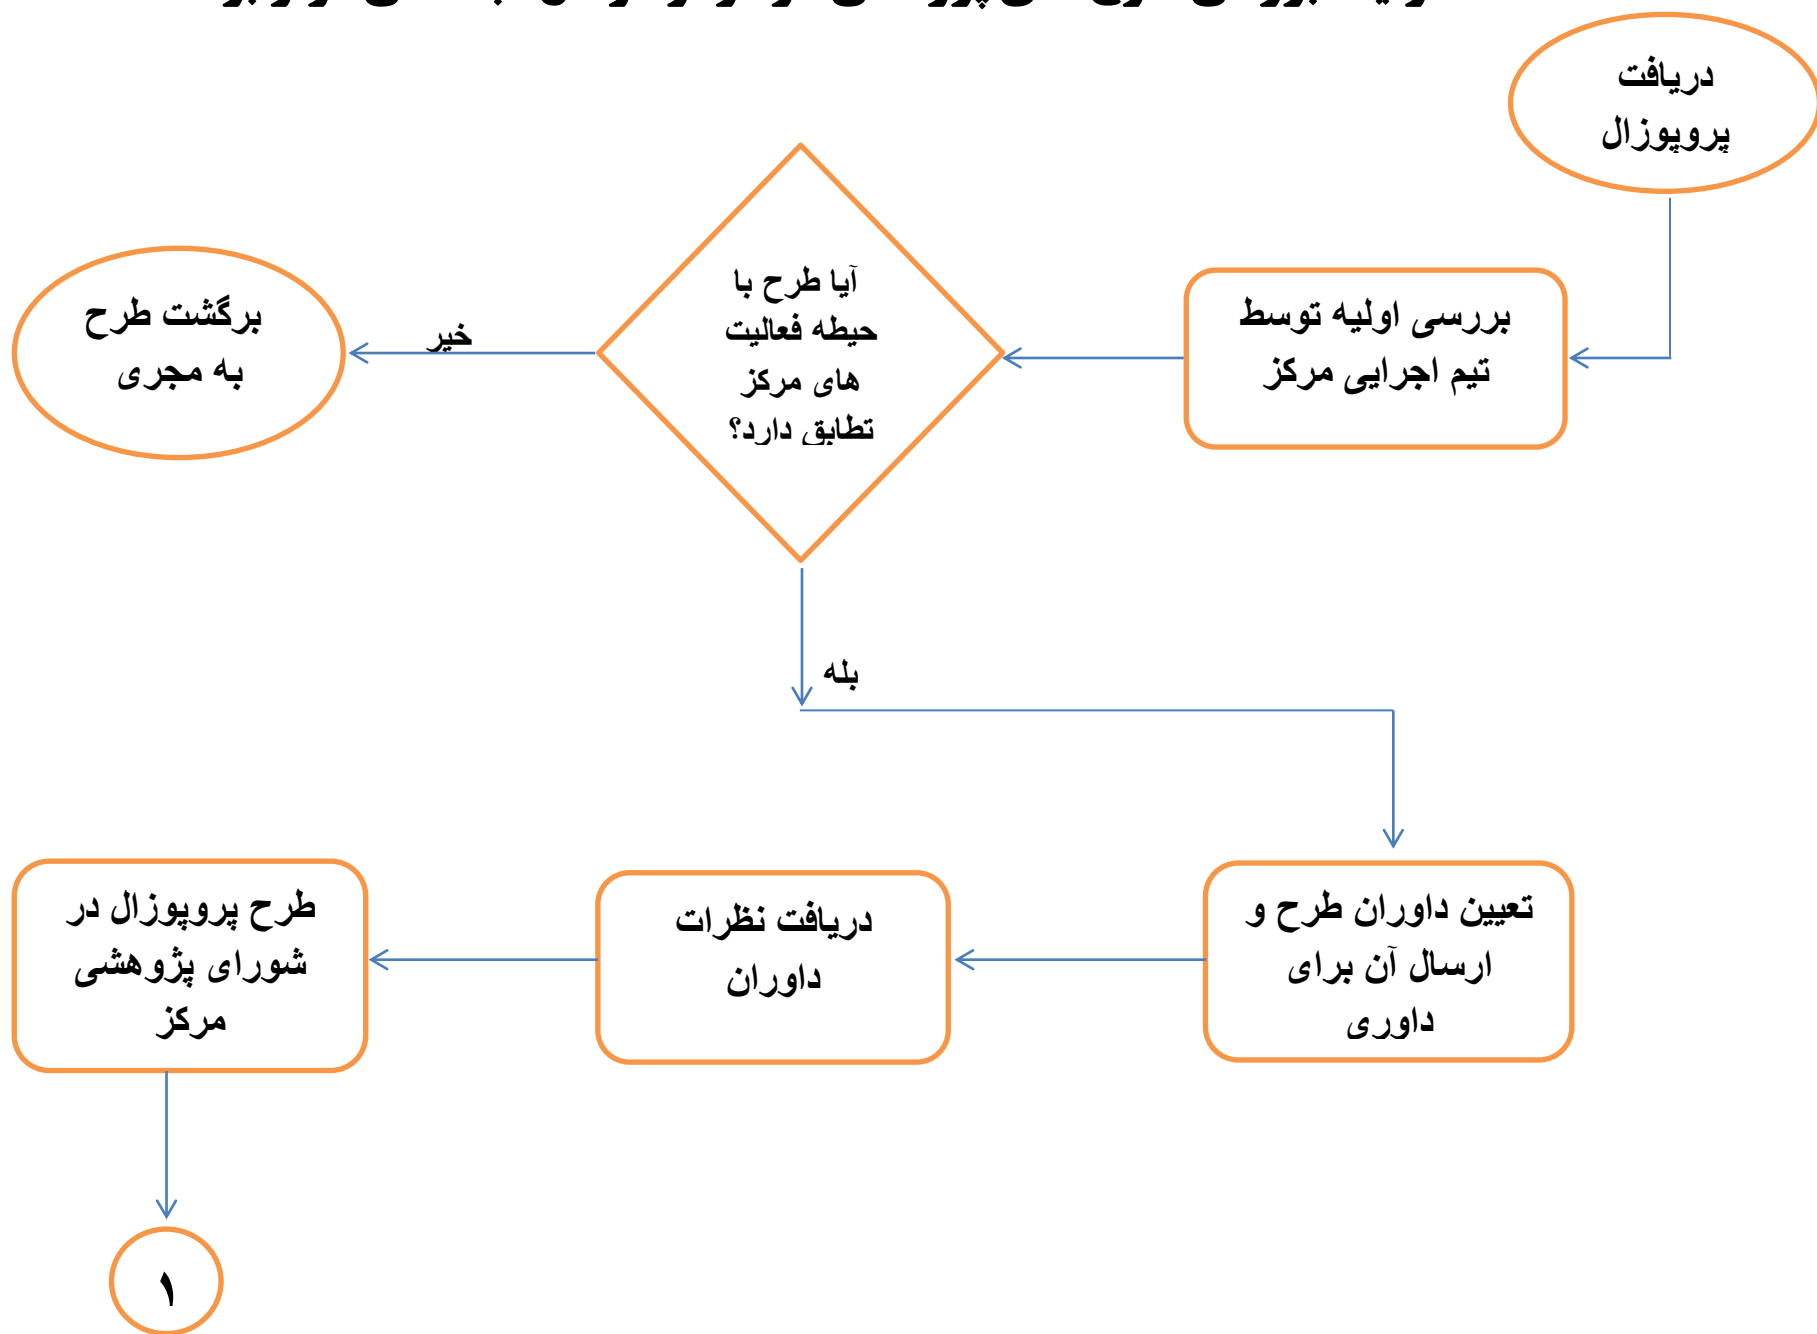 دریافت
پروپوزال
بررسی اولیه توسط
تیم اجرایی مرکز
آیا طرح با
حیطه فعالیت
های مرکز
تطابق دارد؟
خیر
برگشت طرح
به مجری
بله
تعیین داوران طرح و
ارسال آن برای
داوری
دریافت نظرات
داوران
طرح پروپوزال در
شورای پژوهشی
مرکز
۱